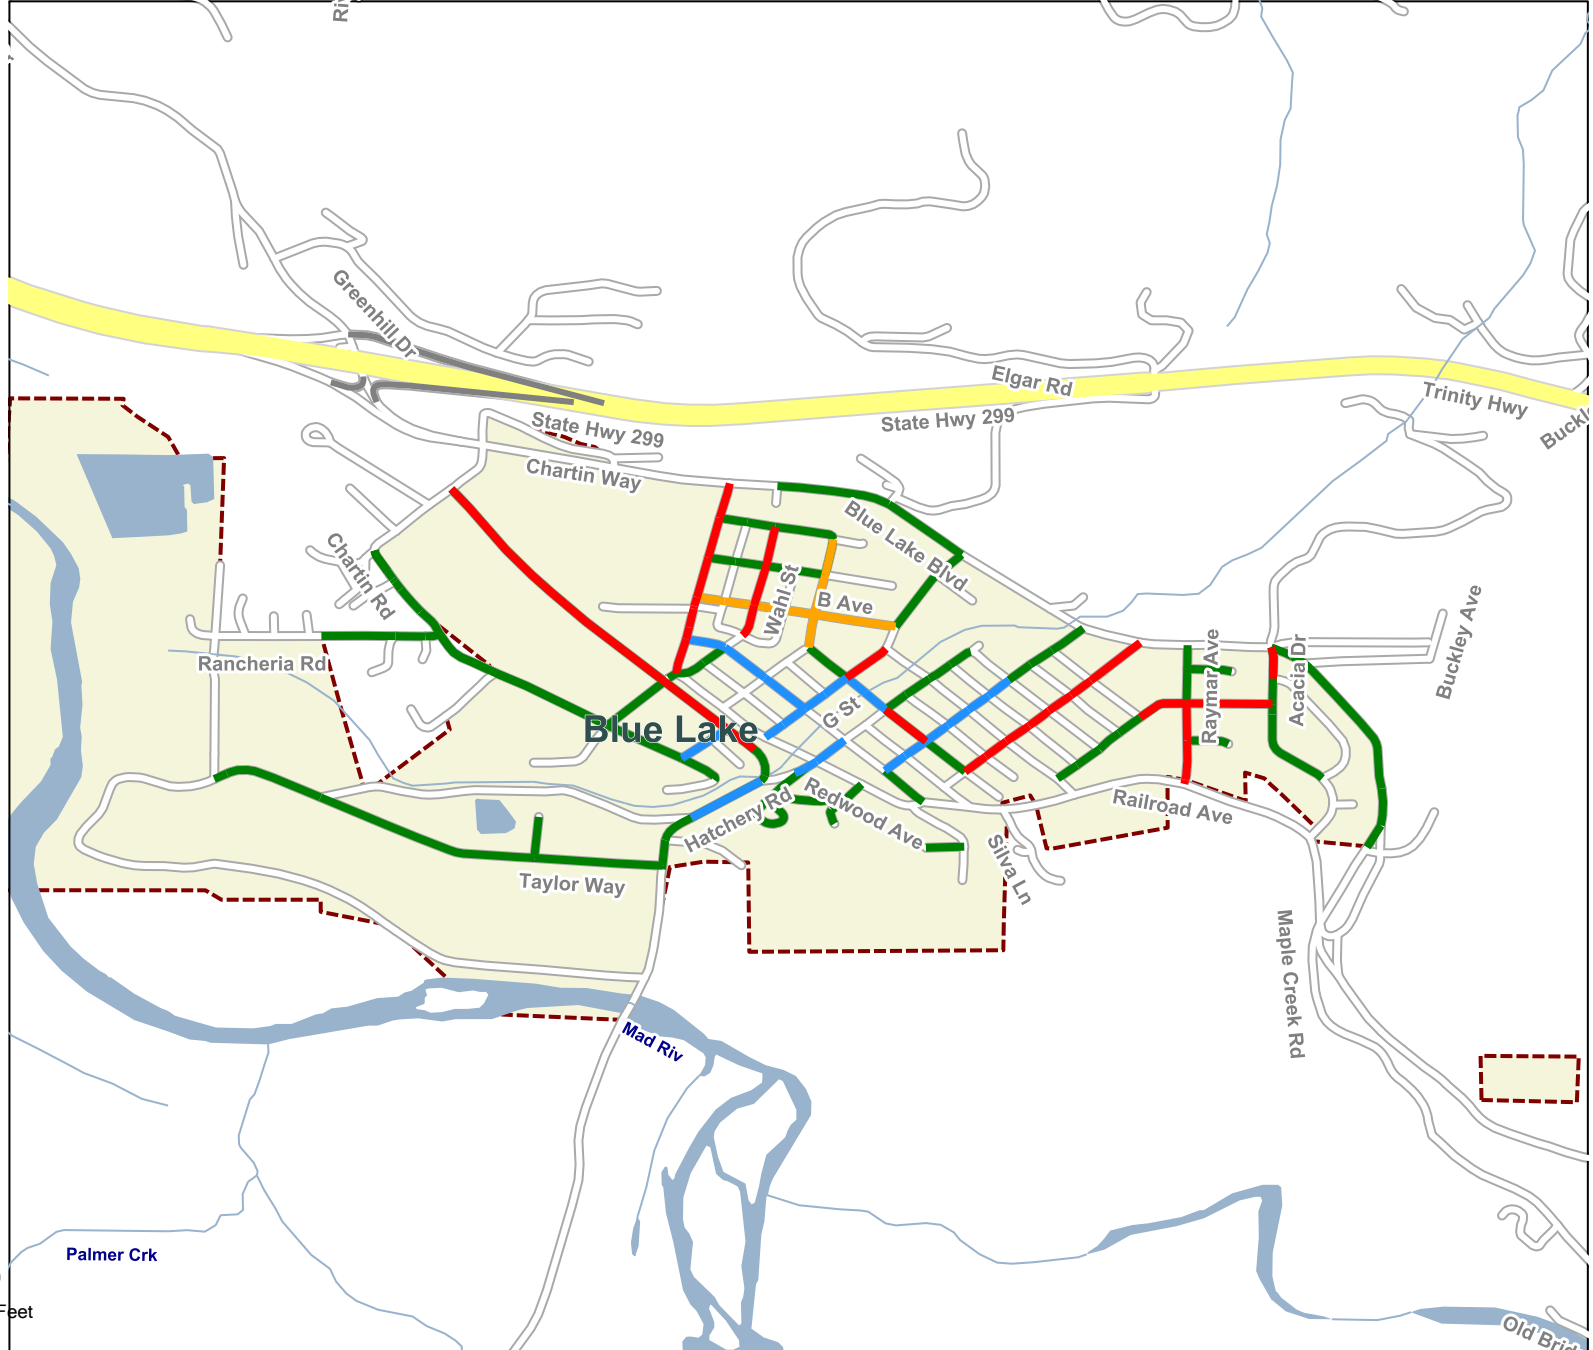 Greenhill Dr
Elgar Rd
Trinity Hwy
State Hwy 299
State Hwy 299
Chartin Way
Blue Lake Blvd
Chartin Rd
Wahl St
B Ave
Rancheria Rd
Buckley Ave
Acacia Dr
G St
Blue Lake
Redwood Ave
Hatchery Rd
Railroad Ave
Silva Ln
Taylor Way
Maple Creek Rd
Mad Riv
Palmer Crk
Feet